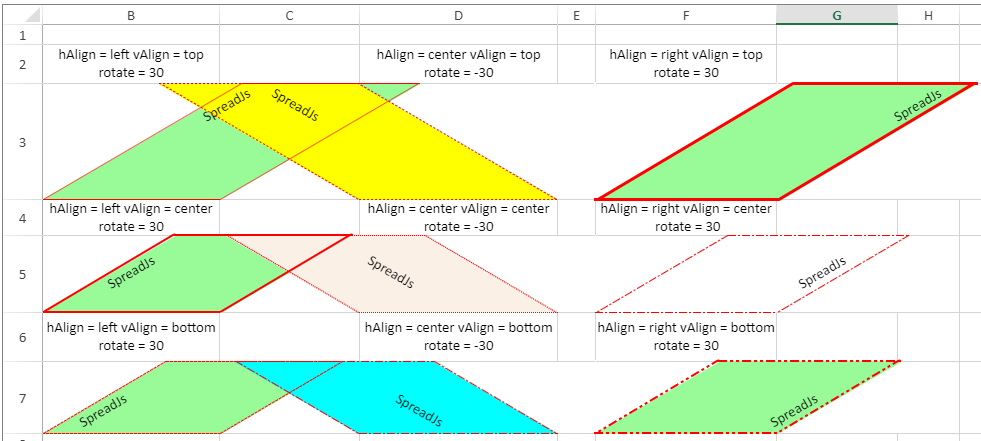 B C D E F G H
1
2
hAlign = left vAlign = top
rotate = 30
hAlign = center vAlign = top
rotate = -30
hAlign = right vAlign = top
rotate = 30
3
SpreadJs
SpreadJs
SpreadJs
4
hAlign = left vAlign = center
rotate = 30
hAlign = center vAlign = center
rotate = -30
hAlign = right vAlign = center
rotate = 30
5
SpreadJs
SpreadJs
SpreadJs
6
hAlign = left vAlign = bottom
rotate = 30
hAlign = center vAlign = bottom
rotate = -30
hAlign = right vAlign = bottom
rotate = 30
7
SpreadJs
SpreadJs
SpreadJs